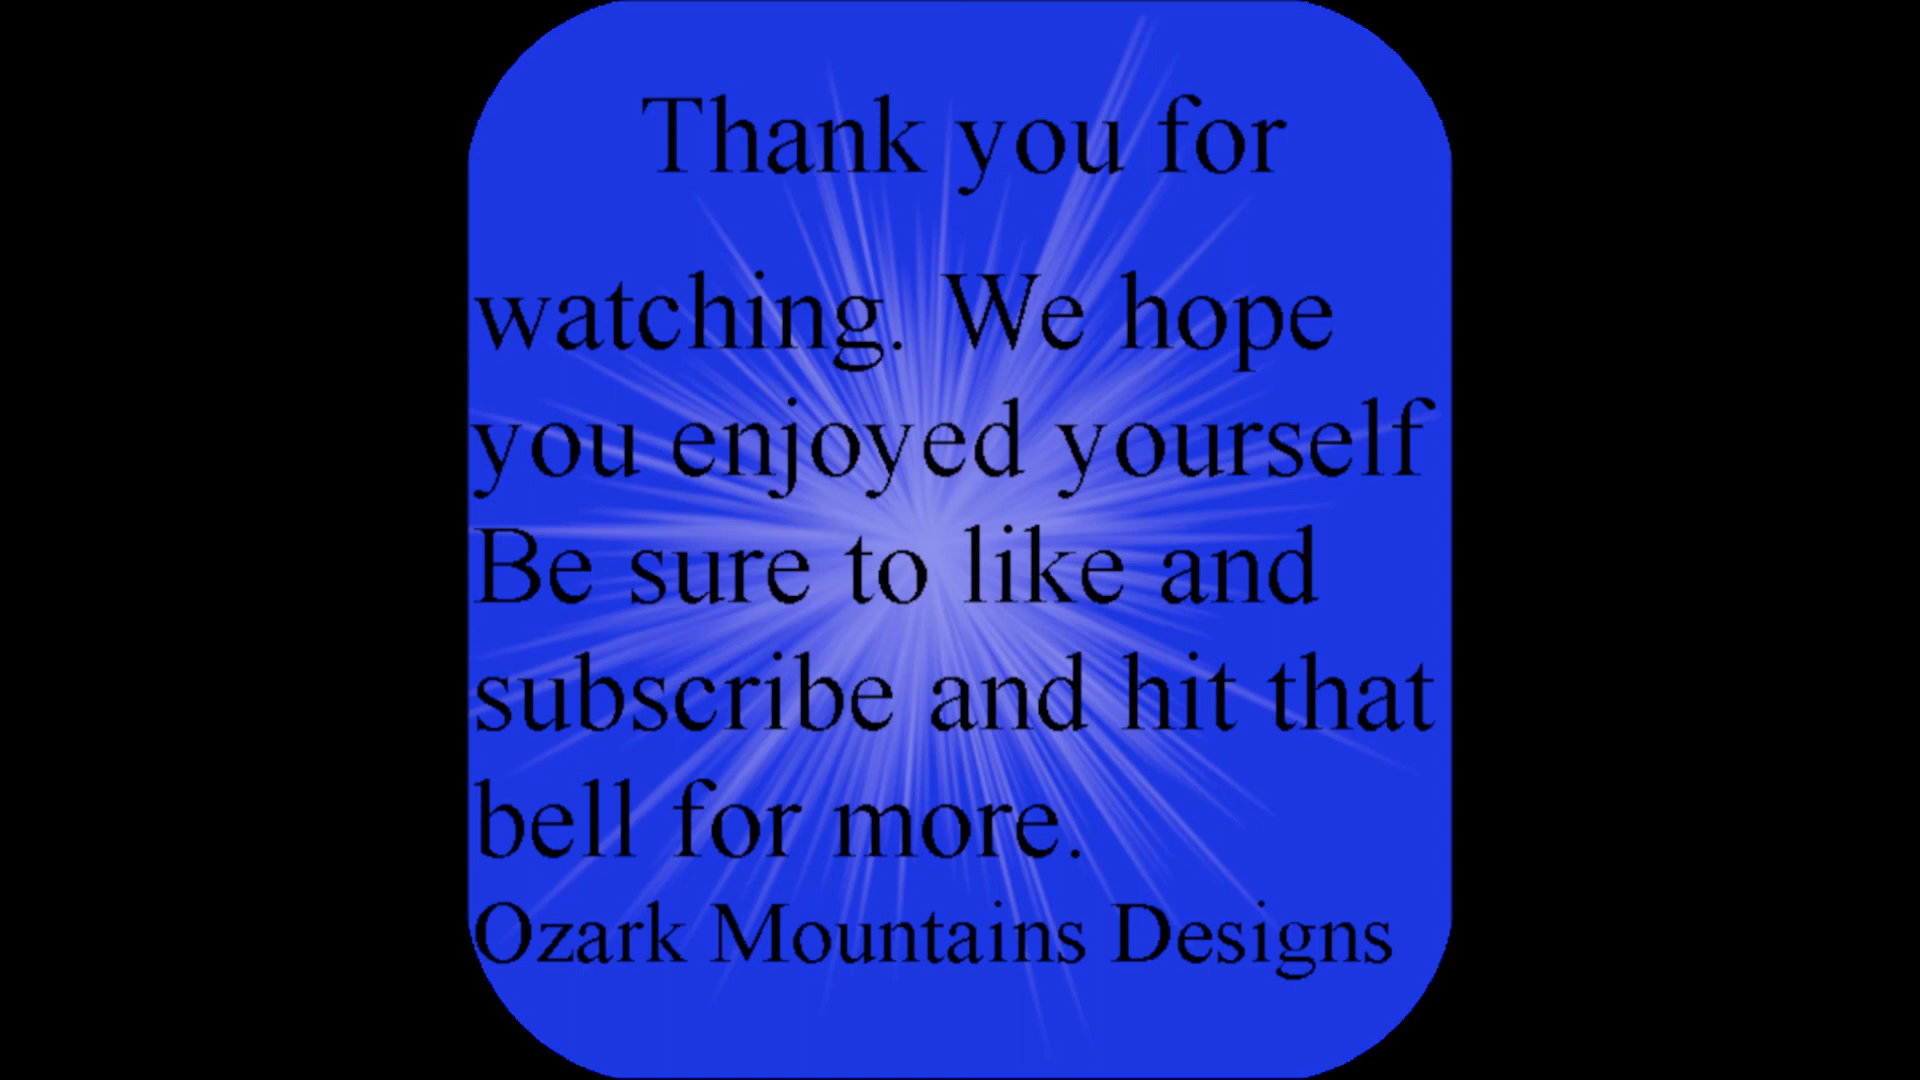 Thank you for
watching. We hope
you enjoyed yourself
Be sure to like and
subscribe and hit that
bell for more.
Ozark Mountains Designs